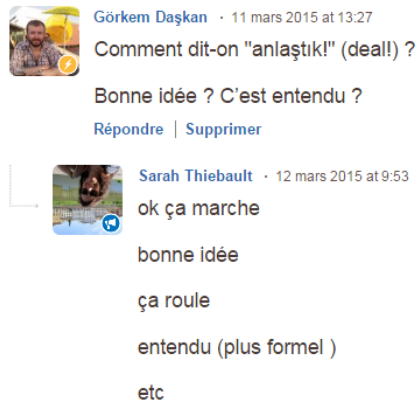 Görkem Daşkan · 11 mars 2015 at 13:27
Comment dit-on "anlaştık!" (deal!) ?
Bonne idée ? C'est entendu ?
Répondre | Supprimer
Sarah Thiebault · 12 mars 2015 at 9:53
ok ça marche
bonne idée
ça roule
entendu (plus formel )
etc